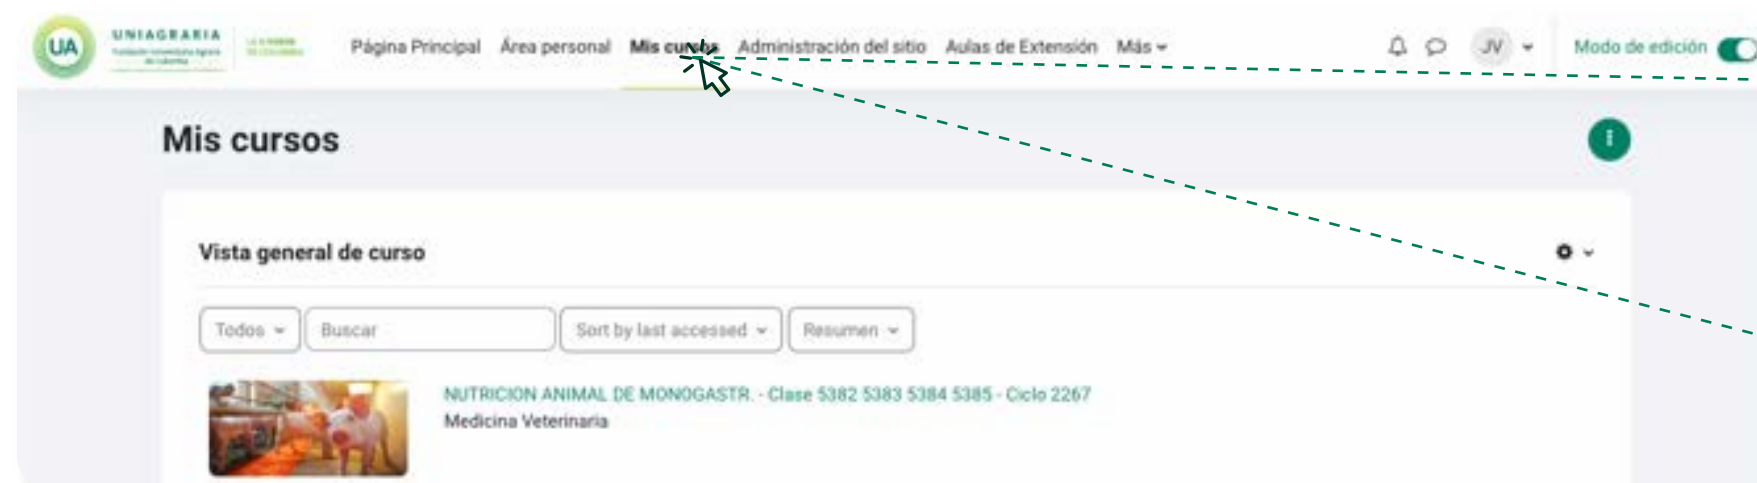 UA
UNIAGRARIA
Página Principal Área personal Mis cursos Administración del sitio Aulas de Extensión Más
JV
Modo de edición
Mis cursos
Vista general de curso
Todos Buscar Sort by last accessed Resumen
NUTRICION ANIMAL DE MONOGASTR. - Clase 5382 5383 5384 5385 - Ciclo 2267
Medicina Veterinaria